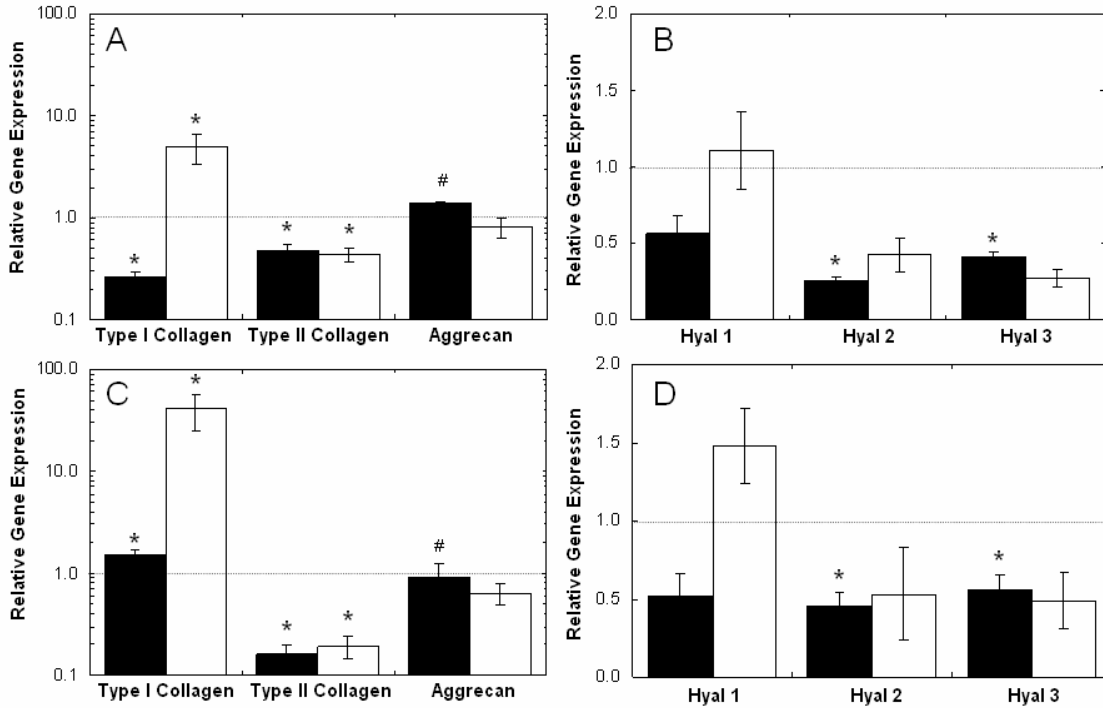 A
Relative Gene Expression
100.0
10.0
1.0
0.1
*
*
*
*
#
Type I Collagen
Type II Collagen
Aggrecan
B
Relative Gene Expression
2.0
1.5
1.0
0.5
0.0
*
*
Hyal 1
Hyal 2
Hyal 3
C
Relative Gene Expression
100.0
10.0
1.0
0.1
*
*
*
*
#
Type I Collagen
Type II Collagen
Aggrecan
D
Relative Gene Expression
2.0
1.5
1.0
0.5
0.0
*
*
Hyal 1
Hyal 2
Hyal 3